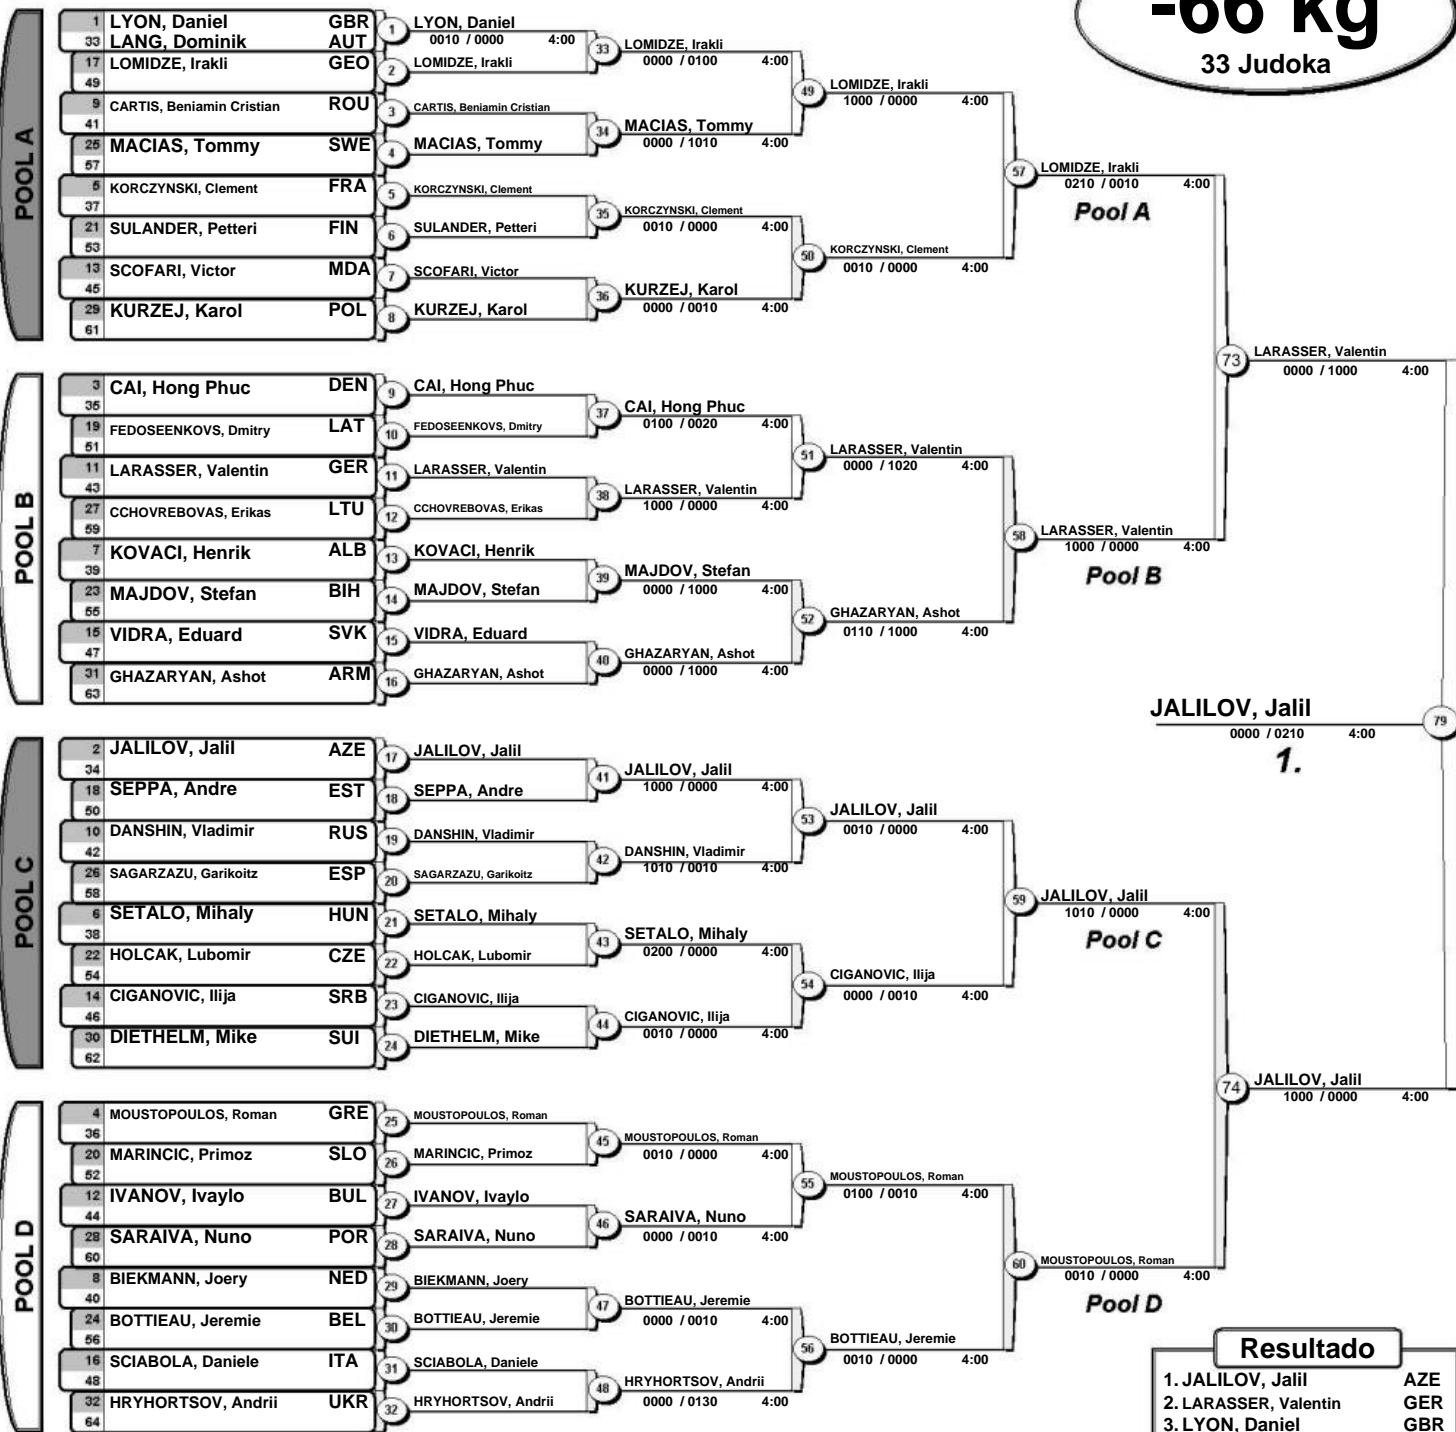 -66 kg
33 Judoka
POOL A
1 LYON, Daniel GBR
33 LANG, Dominik AUT
17 LOMIDZE, Irakli GEO
49
9 CARTIS, Beniamin Cristian ROU
41
25 MACIAS, Tommy SWE
57
5 KORCZYNSKI, Clement FRA
37
21 SULANDER, Petteri FIN
53
13 SCOFARI, Victor MDA
45
29 KURZEJ, Karol POL
61
1 LYON, Daniel
0010 / 0000 4:00
2 LOMIDZE, Irakli
3 CARTIS, Beniamin Cristian
4 MACIAS, Tommy
5 KORCZYNSKI, Clement
6 SULANDER, Petteri
7 SCOFARI, Victor
8 KURZEJ, Karol
33 LOMIDZE, Irakli
0000 / 0100 4:00
34 MACIAS, Tommy
0000 / 1010 4:00
35 KORCZYNSKI, Clement
0010 / 0000 4:00
36 KURZEJ, Karol
0000 / 0010 4:00
49 LOMIDZE, Irakli
1000 / 0000 4:00
50 KORCZYNSKI, Clement
0010 / 0000 4:00
57 LOMIDZE, Irakli
0210 / 0010 4:00
Pool A
POOL B
3 CAI, Hong Phuc DEN
35
19 FEDOSEENKOVS, Dmitry LAT
51
11 LARASSER, Valentin GER
43
27 CCHOVREBOVAS, Erikas LTU
59
7 KOVACI, Henrik ALB
39
23 MAJDOV, Stefan BIH
55
15 VIDRA, Eduard SVK
47
31 GHAZARYAN, Ashot ARM
63
9 CAI, Hong Phuc
10 FEDOSEENKOVS, Dmitry
11 LARASSER, Valentin
12 CCHOVREBOVAS, Erikas
13 KOVACI, Henrik
14 MAJDOV, Stefan
15 VIDRA, Eduard
16 GHAZARYAN, Ashot
37 CAI, Hong Phuc
0100 / 0020 4:00
38 LARASSER, Valentin
1000 / 0000 4:00
39 MAJDOV, Stefan
0000 / 1000 4:00
40 GHAZARYAN, Ashot
0000 / 1000 4:00
51 LARASSER, Valentin
0000 / 1020 4:00
52 GHAZARYAN, Ashot
0110 / 1000 4:00
58 LARASSER, Valentin
1000 / 0000 4:00
Pool B
73 LARASSER, Valentin
0000 / 1000 4:00
JALILOV, Jalil 79
0000 / 0210 4:00
1.
POOL C
2 JALILOV, Jalil AZE
34
18 SEPPA, Andre EST
50
10 DANSHIN, Vladimir RUS
42
26 SAGARZAZU, Garikoitz ESP
58
6 SETALO, Mihaly HUN
38
22 HOLCAK, Lubomir CZE
54
14 CIGANOVIC, Ilija SRB
46
30 DIETHELM, Mike SUI
62
17 JALILOV, Jalil
18 SEPPA, Andre
19 DANSHIN, Vladimir
20 SAGARZAZU, Garikoitz
21 SETALO, Mihaly
22 HOLCAK, Lubomir
23 CIGANOVIC, Ilija
24 DIETHELM, Mike
41 JALILOV, Jalil
1000 / 0000 4:00
42 DANSHIN, Vladimir
1010 / 0010 4:00
43 SETALO, Mihaly
0200 / 0000 4:00
44 CIGANOVIC, Ilija
0010 / 0000 4:00
53 JALILOV, Jalil
0010 / 0000 4:00
54 CIGANOVIC, Ilija
0000 / 0010 4:00
59 JALILOV, Jalil
1010 / 0000 4:00
Pool C
74 JALILOV, Jalil
1000 / 0000 4:00
POOL D
4 MOUSTOPOULOS, Roman GRE
36
20 MARINCIC, Primoz SLO
52
12 IVANOV, Ivaylo BUL
44
28 SARAIVA, Nuno POR
60
8 BIEKMANN, Joery NED
40
24 BOTTIEAU, Jeremie BEL
56
16 SCIABOLA, Daniele ITA
48
32 HRYHORTSOV, Andrii UKR
64
25 MOUSTOPOULOS, Roman
26 MARINCIC, Primoz
27 IVANOV, Ivaylo
28 SARAIVA, Nuno
29 BIEKMANN, Joery
30 BOTTIEAU, Jeremie
31 SCIABOLA, Daniele
32 HRYHORTSOV, Andrii
45 MOUSTOPOULOS, Roman
0010 / 0000 4:00
46 SARAIVA, Nuno
0000 / 0010 4:00
47 BOTTIEAU, Jeremie
0000 / 0010 4:00
48 HRYHORTSOV, Andrii
0000 / 0130 4:00
55 MOUSTOPOULOS, Roman
0100 / 0010 4:00
56 BOTTIEAU, Jeremie
0010 / 0000 4:00
60 MOUSTOPOULOS, Roman
0010 / 0000 4:00
Pool D
Resultado
1. JALILOV, Jalil AZE
2. LARASSER, Valentin GER
3. LYON, Daniel GBR